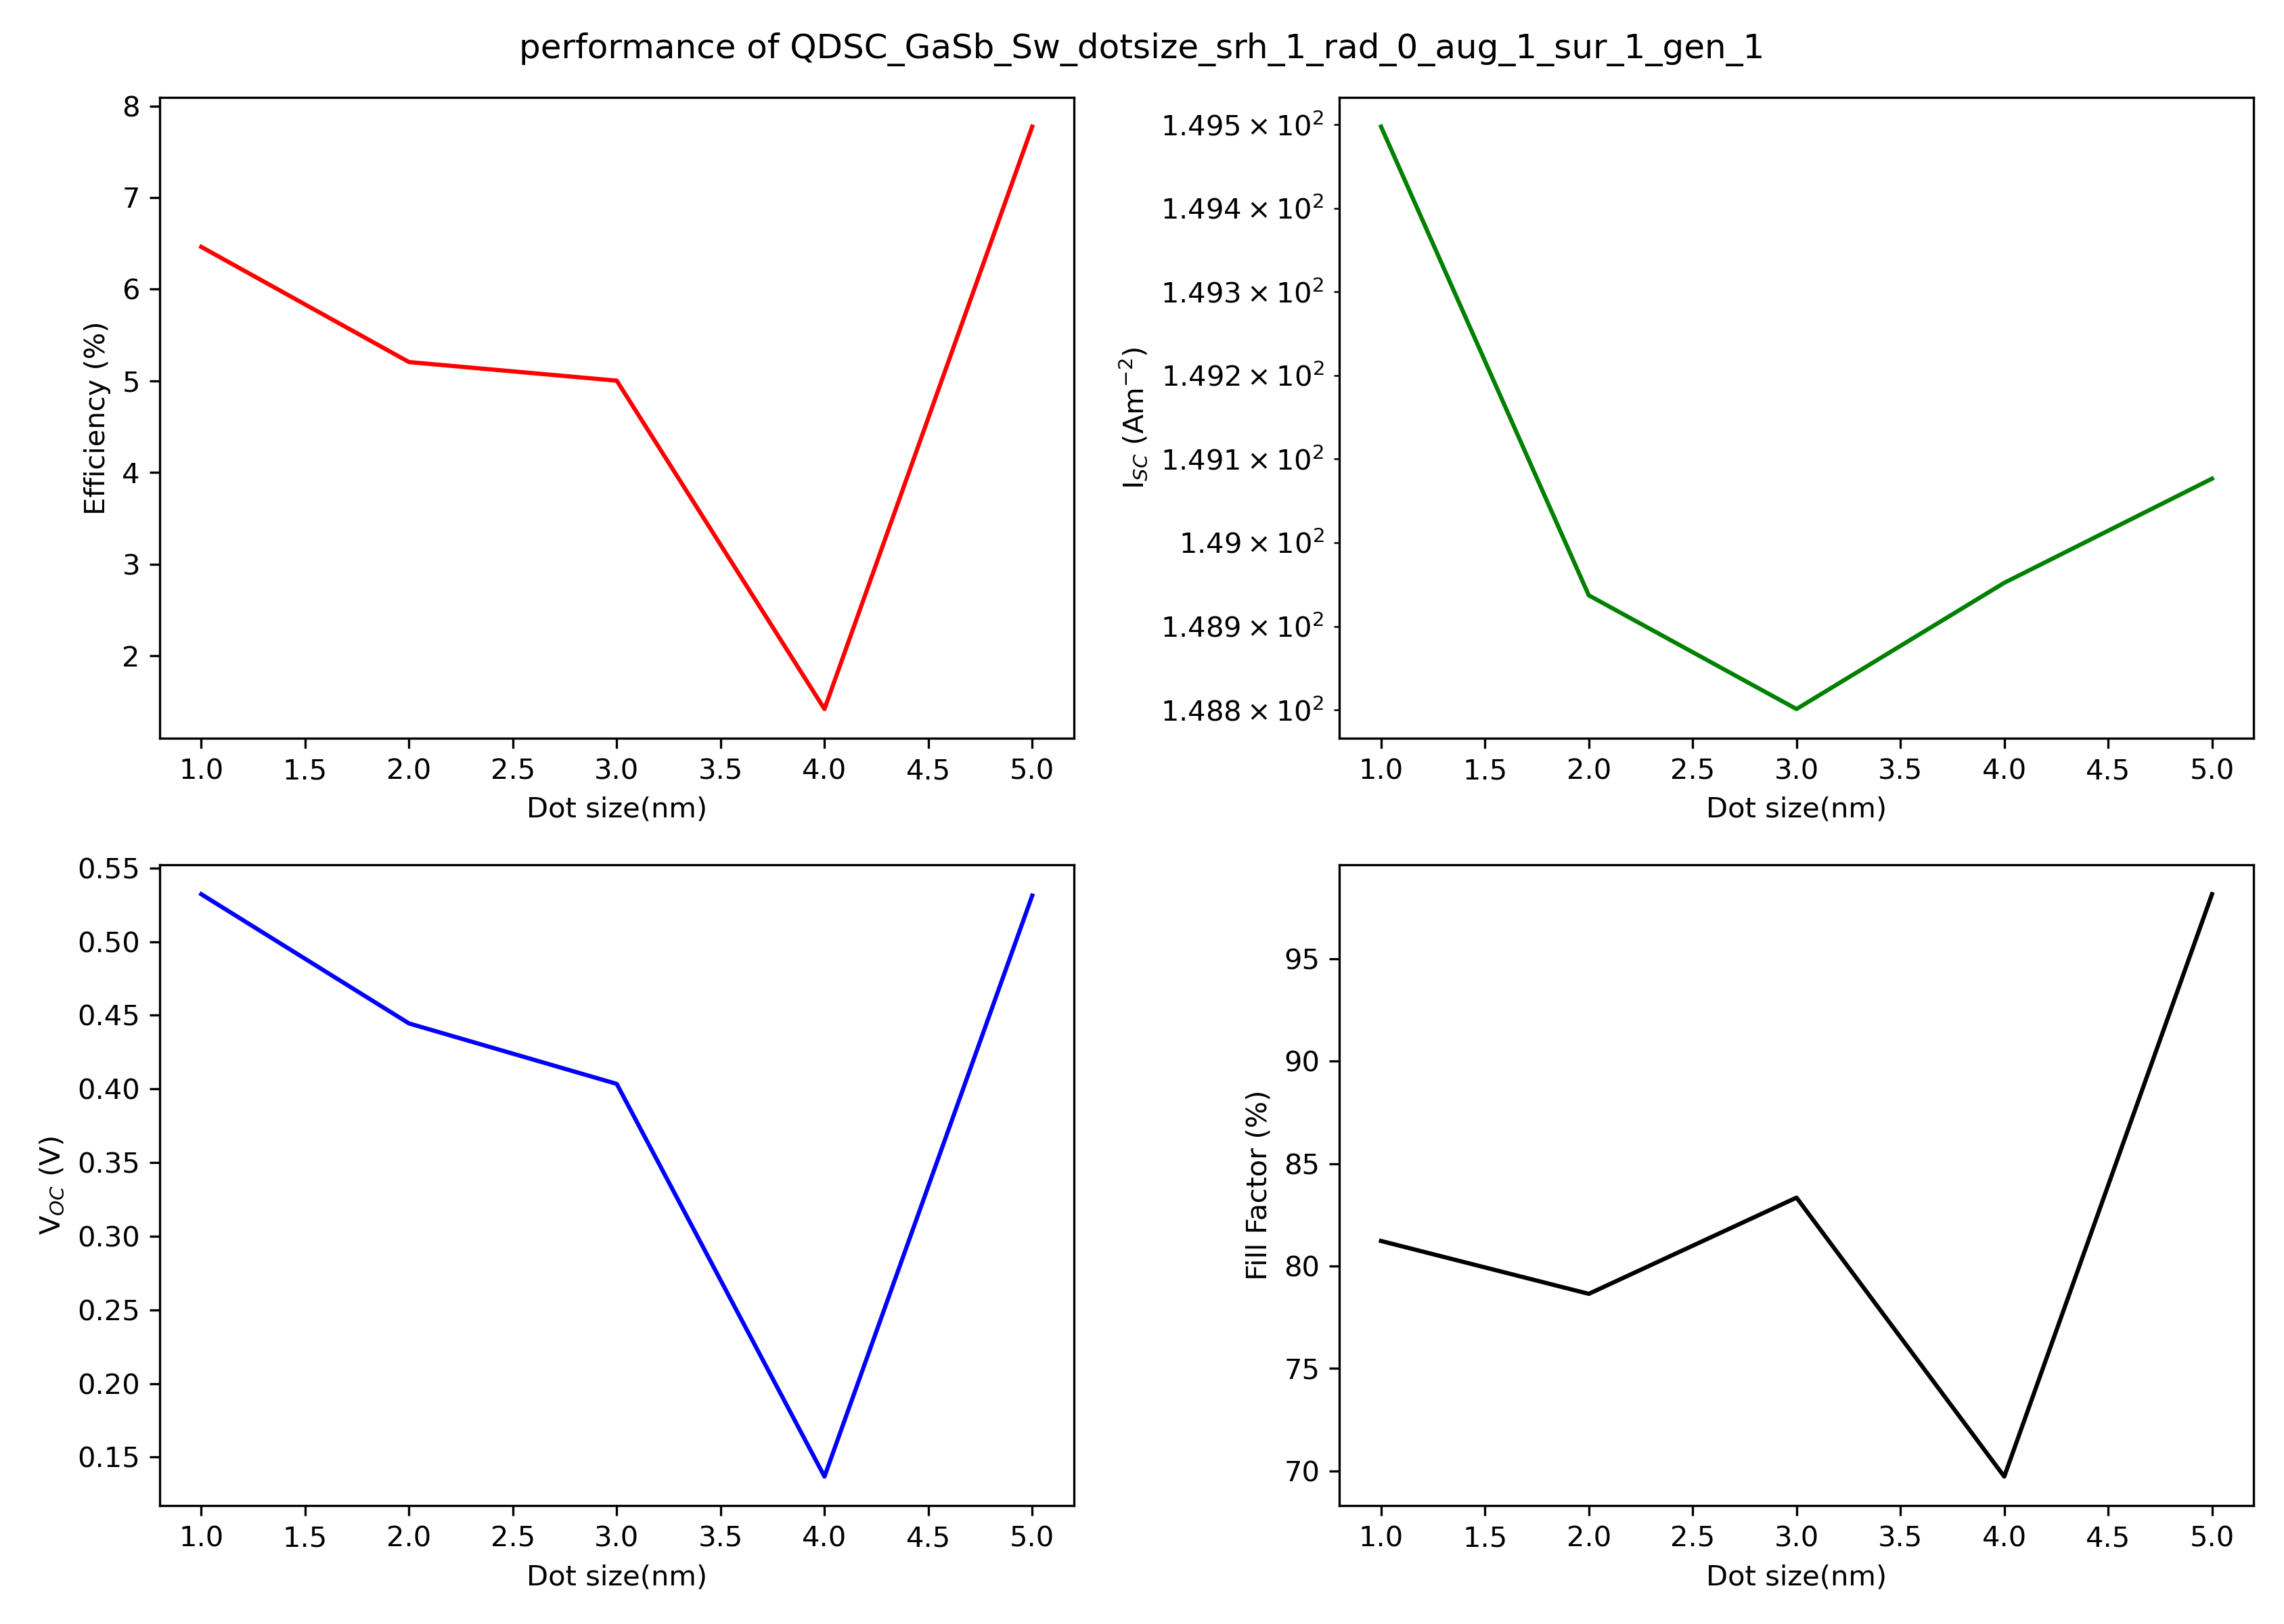 performance of QDSC_GaSb_Sw_dotsize_srh_1_rad_0_aug_1_sur_1_gen_1
8
7
6
5
4
3
2
Efficiency (%)
1.0 1.5 2.0 2.5 3.0 3.5 4.0 4.5 5.0
Dot size(nm)
1.495 × 10²
1.494 × 10²
1.493 × 10²
1.492 × 10²
1.491 × 10²
1.49 × 10²
1.489 × 10²
1.488 × 10²
I_SC (Am⁻²)
1.0 1.5 2.0 2.5 3.0 3.5 4.0 4.5 5.0
Dot size(nm)
0.55
0.50
0.45
0.40
0.35
0.30
0.25
0.20
0.15
V_OC (V)
1.0 1.5 2.0 2.5 3.0 3.5 4.0 4.5 5.0
Dot size(nm)
95
90
85
80
75
70
Fill Factor (%)
1.0 1.5 2.0 2.5 3.0 3.5 4.0 4.5 5.0
Dot size(nm)